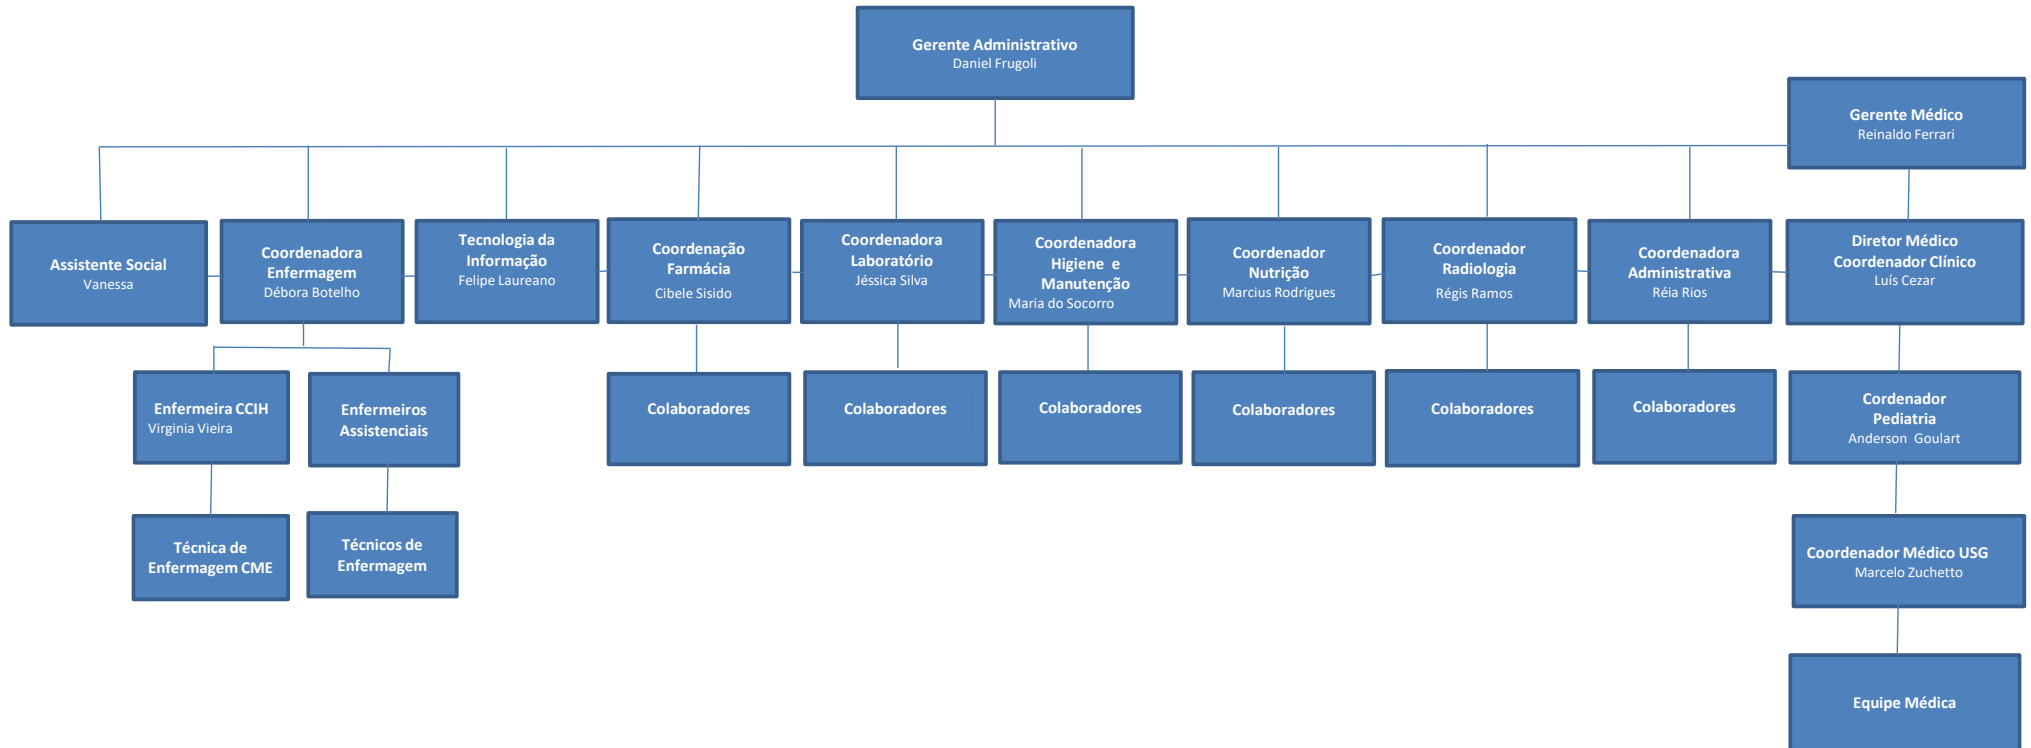 Gerente Administrativo
Daniel Frugoli
Gerente Médico
Reinaldo Ferrari
Assistente Social
Vanessa
Coordenadora
Enfermagem
Débora Botelho
Tecnologia da
Informação
Felipe Laureano
Coordenação
Farmácia
Cibele Sisido
Coordenadora
Laboratório
Jéssica Silva
Coordenadora
Higiene e
Manutenção
Maria do Socorro
Coordenador
Nutrição
Marcius Rodrigues
Coordenador
Radiologia
Régis Ramos
Coordenadora
Administrativa
Réia Rios
Diretor Médico
Coordenador Clínico
Luís Cezar
Enfermeira CCIH
Virginia Vieira
Enfermeiros
Assistenciais
Colaboradores
Colaboradores
Colaboradores
Colaboradores
Colaboradores
Colaboradores
Cordenador
Pediatria
Anderson Goulart
Técnica de
Enfermagem CME
Técnicos de
Enfermagem
Coordenador Médico USG
Marcelo Zuchetto
Equipe Médica